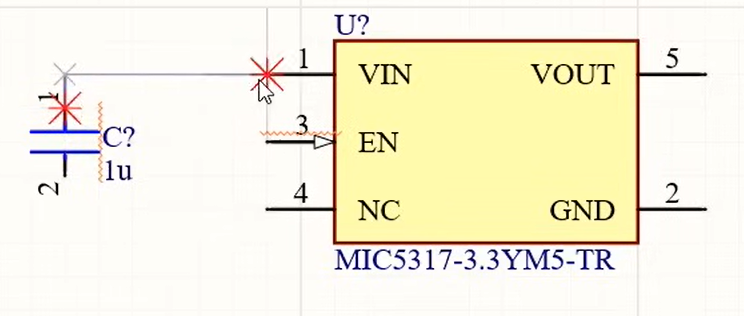 U?
1
VIN
VOUT
5
1
C?
3
EN
1u
2
4
NC
GND
2
MIC5317-3.3YM5-TR